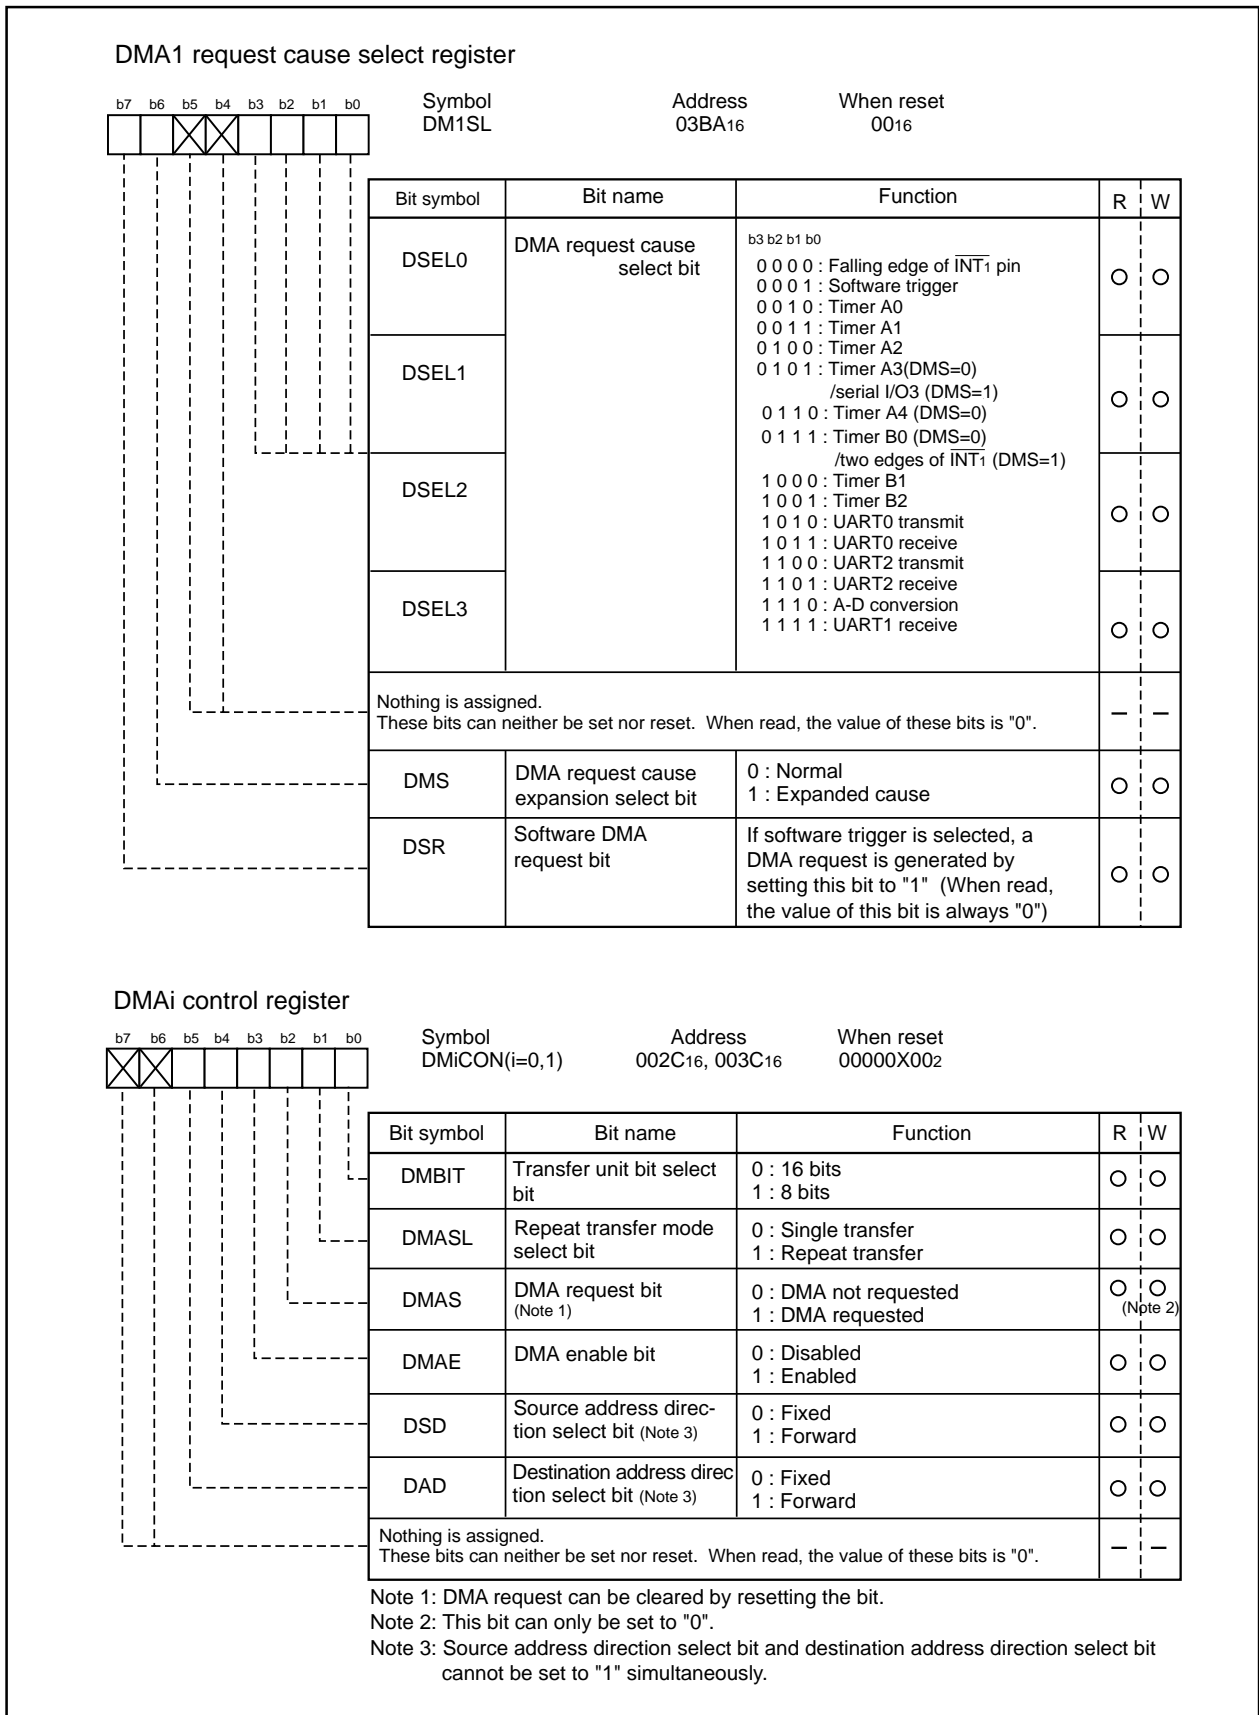 DMA1 request cause select register
b7 b6 b5 b4 b3 b2 b1 b0
Symbol Address When reset
DM1SL 03BA16 0016
Bit symbol Bit name Function R W
DSEL0
DMA request cause
select bit
b3 b2 b1 b0
0 0 0 0 : Falling edge of INT1 pin
0 0 0 1 : Software trigger
0 0 1 0 : Timer A0
0 0 1 1 : Timer A1
0 1 0 0 : Timer A2
0 1 0 1 : Timer A3(DMS=0)
/serial I/O3 (DMS=1)
0 1 1 0 : Timer A4 (DMS=0)
0 1 1 1 : Timer B0 (DMS=0)
/two edges of INT1 (DMS=1)
1 0 0 0 : Timer B1
1 0 0 1 : Timer B2
1 0 1 0 : UART0 transmit
1 0 1 1 : UART0 receive
1 1 0 0 : UART2 transmit
1 1 0 1 : UART2 receive
1 1 1 0 : A-D conversion
1 1 1 1 : UART1 receive
DSEL1
DSEL2
DSEL3
Nothing is assigned.
These bits can neither be set nor reset. When read, the value of these bits is "0".
DMS
DMA request cause
expansion select bit
0 : Normal
1 : Expanded cause
DSR
Software DMA
request bit
If software trigger is selected, a
DMA request is generated by
setting this bit to "1" (When read,
the value of this bit is always "0")
DMAi control register
b7 b6 b5 b4 b3 b2 b1 b0
Symbol Address When reset
DMiCON(i=0,1) 002C16, 003C16 00000X002
Bit symbol Bit name Function R W
DMBIT
Transfer unit bit select
bit
0 : 16 bits
1 : 8 bits
DMASL
Repeat transfer mode
select bit
0 : Single transfer
1 : Repeat transfer
DMAS
DMA request bit
(Note 1)
0 : DMA not requested
1 : DMA requested
(Note 2)
DMAE
DMA enable bit
0 : Disabled
1 : Enabled
DSD
Source address direc-
tion select bit (Note 3)
0 : Fixed
1 : Forward
DAD
Destination address direc
tion select bit (Note 3)
0 : Fixed
1 : Forward
Nothing is assigned.
These bits can neither be set nor reset. When read, the value of these bits is "0".
Note 1: DMA request can be cleared by resetting the bit.
Note 2: This bit can only be set to "0".
Note 3: Source address direction select bit and destination address direction select bit
cannot be set to "1" simultaneously.